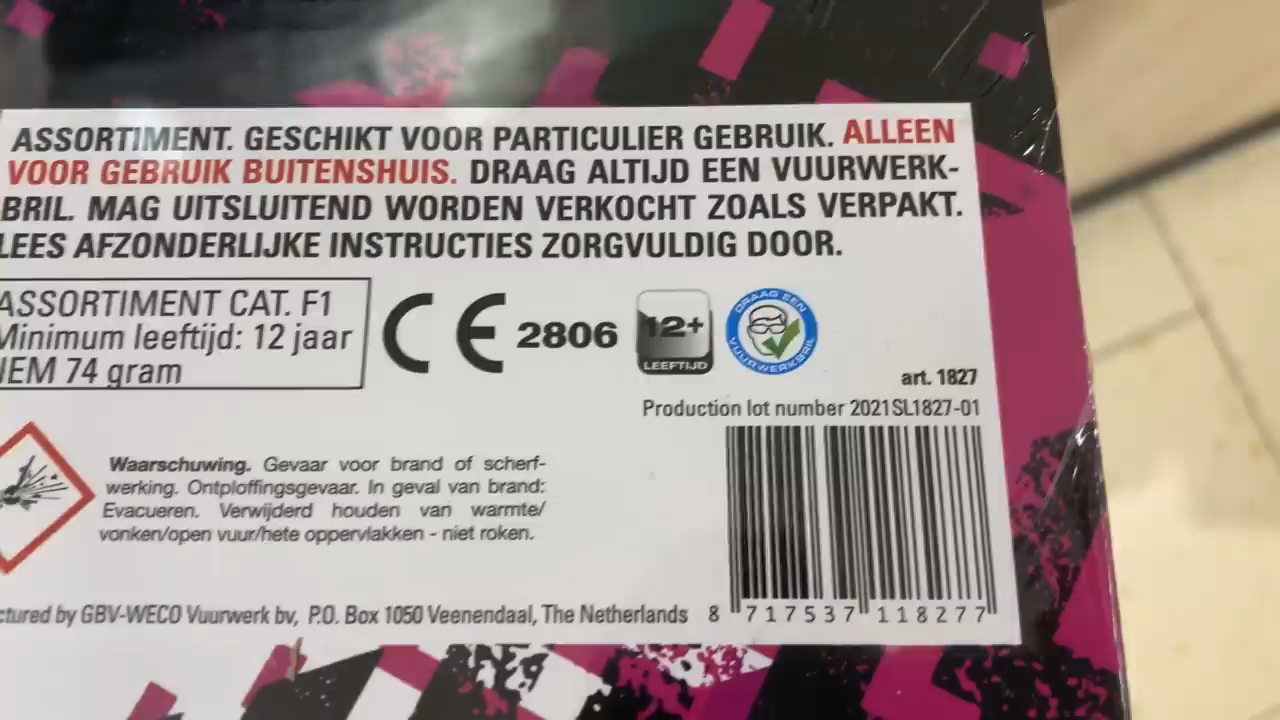 ASSORTIMENT. GESCHIKT VOOR PARTICULIER GEBRUIK. ALLEEN
VOOR GEBRUIK BUITENSHUIS. DRAAG ALTIJD EEN VUURWERK-
BRIL. MAG UITSLUITEND WORDEN VERKOCHT ZOALS VERPAKT.
LEES AFZONDERLIJKE INSTRUCTIES ZORGVULDIG DOOR.
ASSORTIMENT CAT. F1
Minimum leeftijd: 12 jaar
NEM 74 gram
CE 2806
12+
LEEFTIJD
DRAAG EEN
VUURWERKBRIL
art. 1827
Production lot number 2021SL1827-01
Waarschuwing. Gevaar voor brand of scherf-
werking. Ontploffingsgevaar. In geval van brand:
Evacueren. Verwijderd houden van warmte/
vonken/open vuur/hete oppervlakken - niet roken.
ctured by GBV-WECO Vuurwerk bv, P.O. Box 1050 Veenendaal, The Netherlands
8 717537 118277